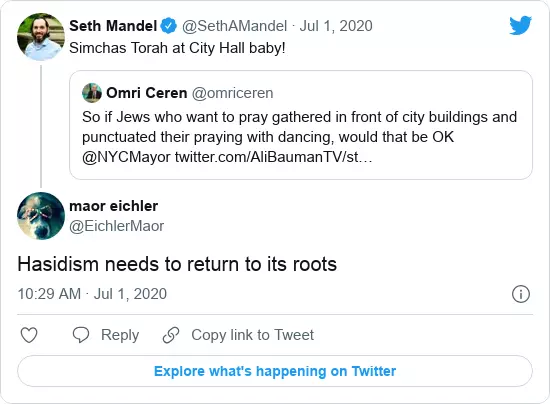 Seth Mandel @SethAMandel · Jul 1, 2020
Simchas Torah at City Hall baby!
Omri Ceren @omriceren
So if Jews who want to pray gathered in front of city buildings and
punctuated their praying with dancing, would that be OK
@NYCMayor twitter.com/AliBaumanTV/st…
maor eichler
@EichlerMaor
Hasidism needs to return to its roots
10:29 AM · Jul 1, 2020
Reply
Copy link to Tweet
Explore what's happening on Twitter